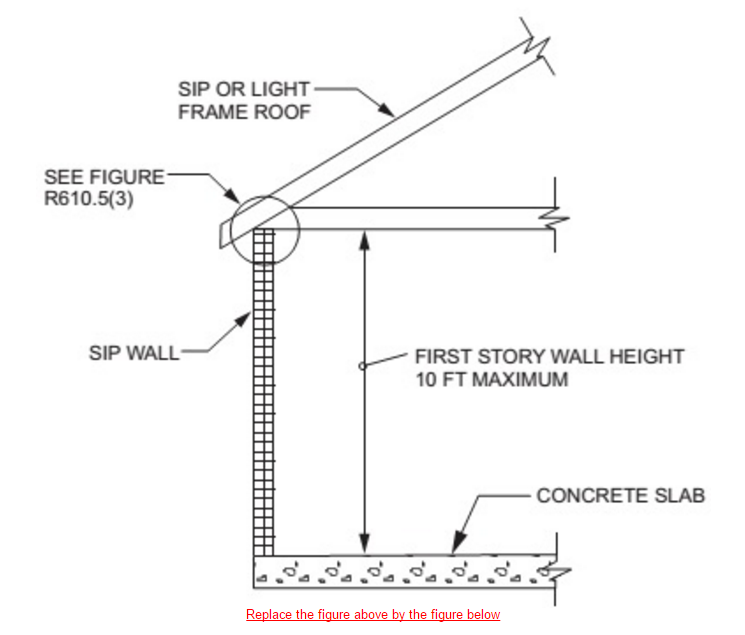 SIP OR LIGHT
FRAME ROOF
SEE FIGURE
R610.5(3)
SIP WALL
FIRST STORY WALL HEIGHT
10 FT MAXIMUM
CONCRETE SLAB
Replace the figure above by the figure below